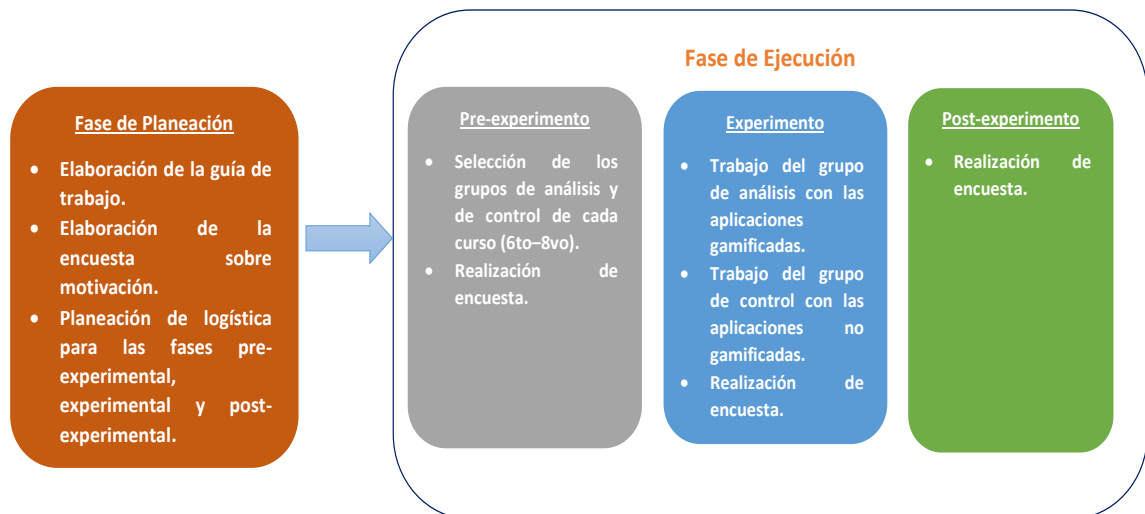 Fase de Planeación
• Elaboración de la guía de
trabajo.
• Elaboración de la
encuesta sobre
motivación.
• Planeación de logística
para las fases pre-
experimental,
experimental y post-
experimental.
Fase de Ejecución
Pre-experimento
• Selección de los
grupos de análisis y
de control de cada
curso (6to–8vo).
• Realización de
encuesta.
Experimento
• Trabajo del grupo
de análisis con las
aplicaciones
gamificadas.
• Trabajo del grupo
de control con las
aplicaciones no
gamificadas.
• Realización de
encuesta.
Post-experimento
• Realización de
encuesta.